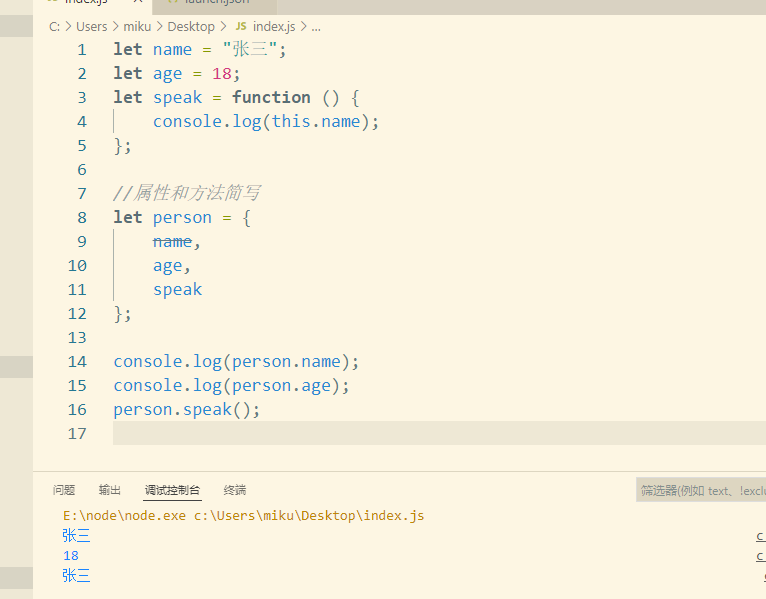 index.js
launch.json
C: > Users > miku > Desktop > JS index.js > ...
1 let name = "张三";
2 let age = 18;
3 let speak = function () {
4 console.log(this.name);
5 };
6
7 //属性和方法简写
8 let person = {
9 name,
10 age,
11 speak
12 };
13
14 console.log(person.name);
15 console.log(person.age);
16 person.speak();
17
问题 输出 调试控制台 终端 筛选器(例如 text、!exclu
E:\node\node.exe c:\Users\miku\Desktop\index.js
张三 c
18 c
张三